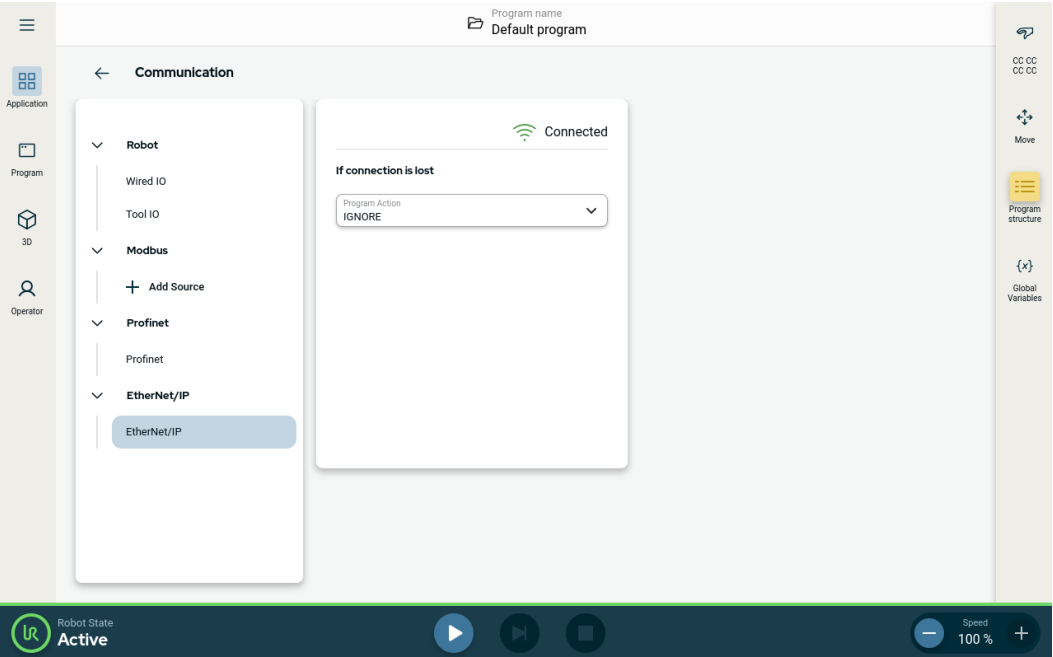 Program name
Default program
Communication
Application
Program
3D
Operator
Robot
Wired IO
Tool IO
Modbus
Add Source
Profinet
Profinet
EtherNet/IP
EtherNet/IP
Connected
If connection is lost
Program Action
IGNORE
CC CC
CC CC
Move
Program
structure
{x}
Global
Variables
Robot State
Active
Speed
100 %